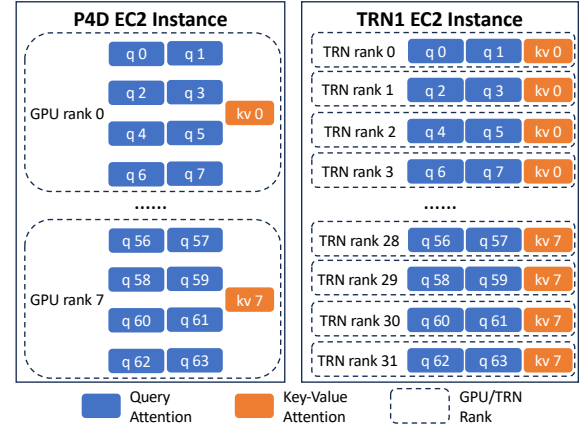 P4D EC2 Instance
GPU rank 0
q 0 q 1
q 2 q 3
kv 0
q 4 q 5
q 6 q 7
......
GPU rank 7
q 56 q 57
q 58 q 59
kv 7
q 60 q 61
q 62 q 63
TRN1 EC2 Instance
TRN rank 0 q 0 q 1 kv 0
TRN rank 1 q 2 q 3 kv 0
TRN rank 2 q 4 q 5 kv 0
TRN rank 3 q 6 q 7 kv 0
......
TRN rank 28 q 56 q 57 kv 7
TRN rank 29 q 58 q 59 kv 7
TRN rank 30 q 60 q 61 kv 7
TRN rank 31 q 62 q 63 kv 7
Query
Attention
Key-Value
Attention
GPU/TRN
Rank